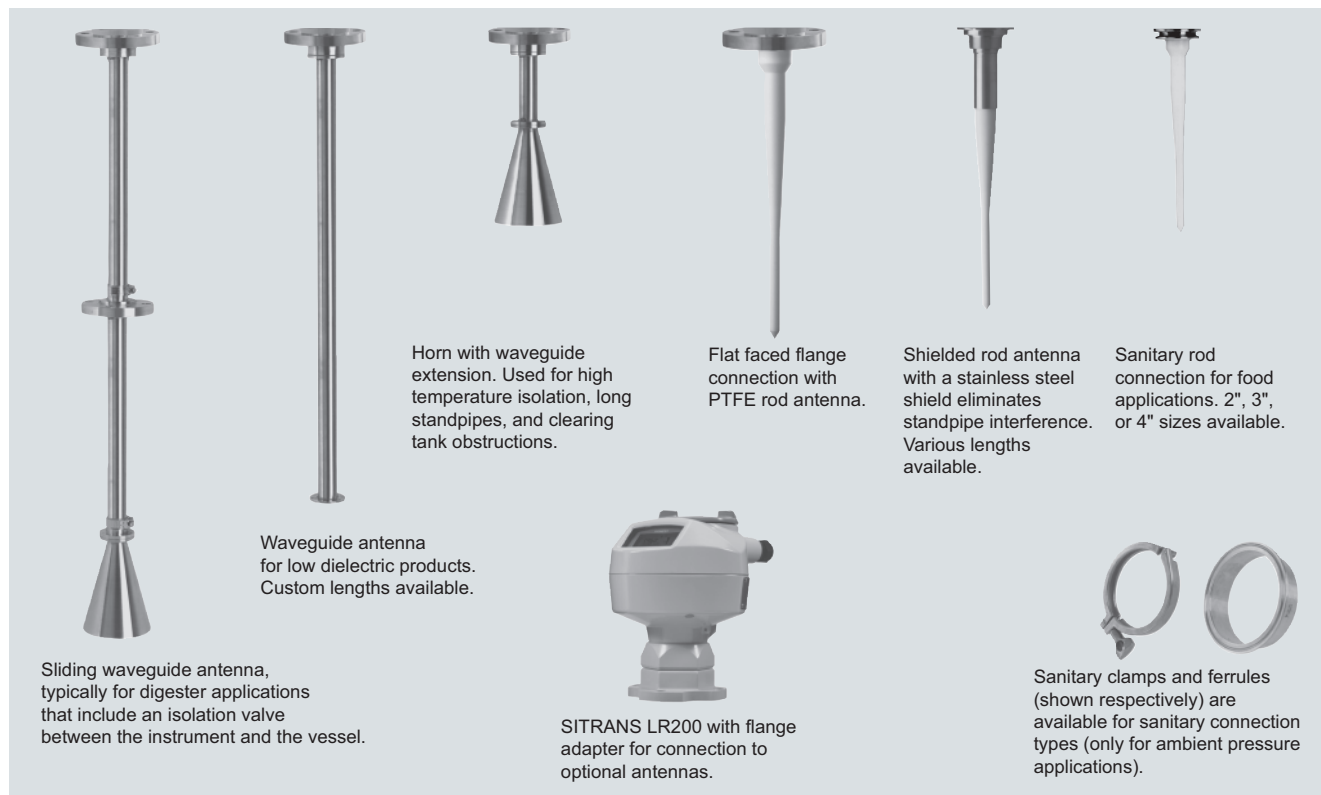 Horn with waveguide
extension. Used for high
temperature isolation, long
standpipes, and clearing
tank obstructions.
Flat faced flange
connection with
PTFE rod antenna.
Shielded rod antenna
with a stainless steel
shield eliminates
standpipe interference.
Various lengths
available.
Sanitary rod
connection for food
applications. 2", 3",
or 4" sizes available.
Waveguide antenna
for low dielectric products.
Custom lengths available.
Sliding waveguide antenna,
typically for digester applications
that include an isolation valve
between the instrument and the vessel.
SITRANS LR200 with flange
adapter for connection to
optional antennas.
Sanitary clamps and ferrules
(shown respectively) are
available for sanitary connection
types (only for ambient pressure
applications).